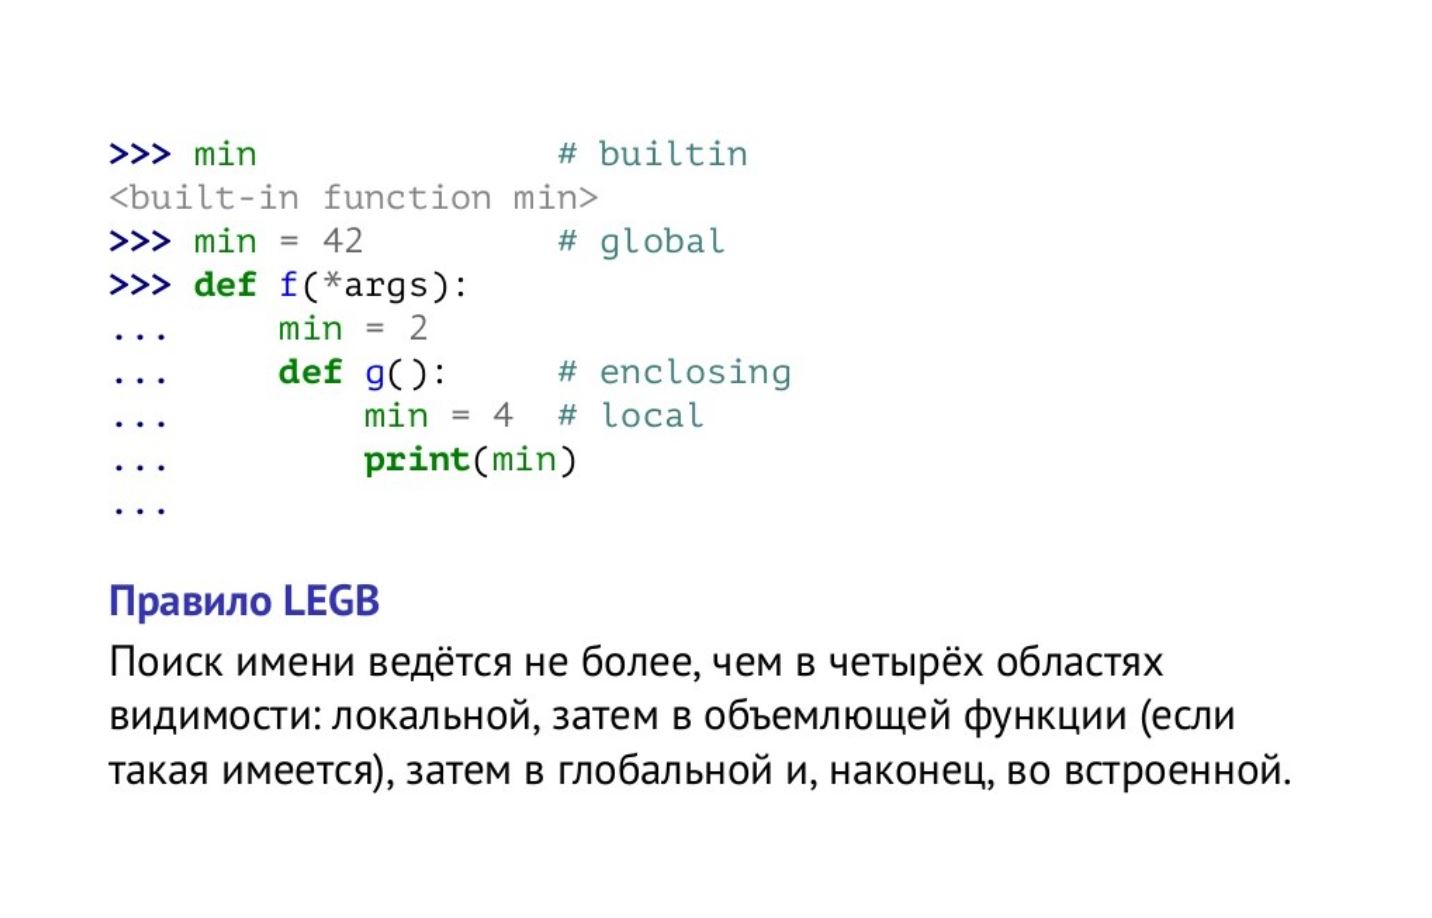 >>> min              # builtin
<built-in function min>
>>> min = 42         # global
>>> def f(*args):
...     min = 2
...     def g():     # enclosing
...         min = 4  # local
...         print(min)
...
Правило LEGB
Поиск имени ведётся не более, чем в четырёх областях
видимости: локальной, затем в объемлющей функции (если
такая имеется), затем в глобальной и, наконец, во встроенной.